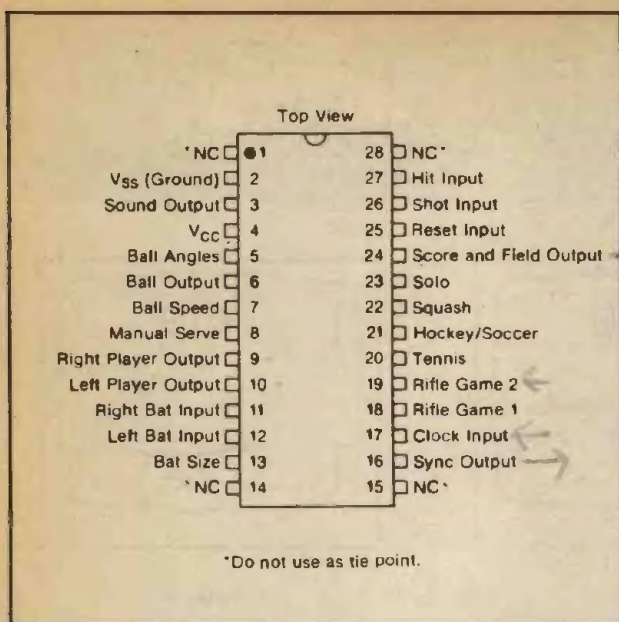 Top View
*NC 1
VSS (Ground) 2
Sound Output 3
VCC 4
Ball Angles 5
Ball Output 6
Ball Speed 7
Manual Serve 8
Right Player Output 9
Left Player Output 10
Right Bat Input 11
Left Bat Input 12
Bat Size 13
*NC 14
28 NC*
27 Hit Input
26 Shot Input
25 Reset Input
24 Score and Field Output
23 Solo
22 Squash
21 Hockey/Soccer
20 Tennis
19 Rifle Game 2
18 Rifle Game 1
17 Clock Input
16 Sync Output
15 NC*
*Do not use as tie point.